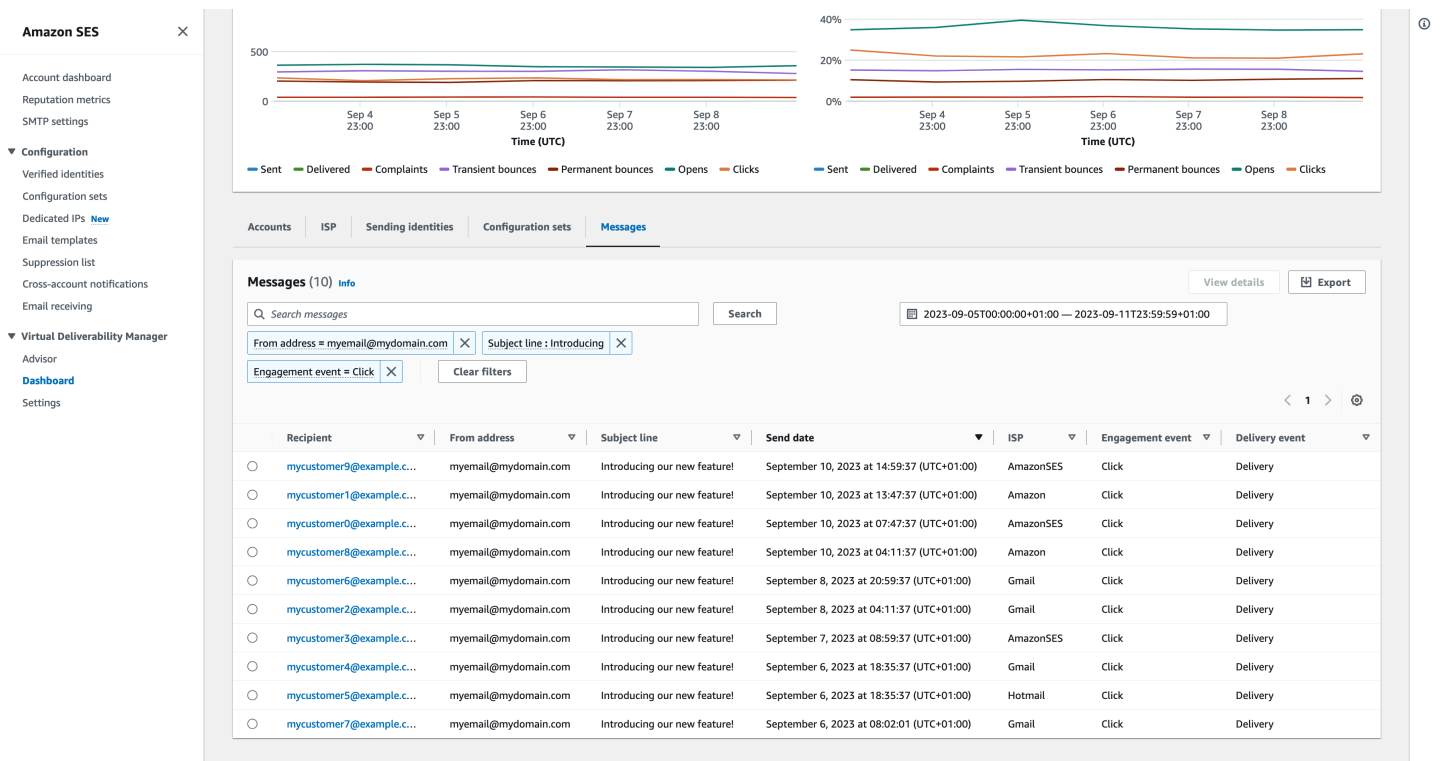 Amazon SES
Account dashboard
Reputation metrics
SMTP settings
Configuration
Verified identities
Configuration sets
Dedicated IPs New
Email templates
Suppression list
Cross-account notifications
Email receiving
Virtual Deliverability Manager
Advisor
Dashboard
Settings
500
0
Sep 4 Sep 5 Sep 6 Sep 7 Sep 8
23:00 23:00 23:00 23:00 23:00
Time (UTC)
Sent Delivered Complaints Transient bounces Permanent bounces Opens Clicks
40%
20%
0%
Sep 4 Sep 5 Sep 6 Sep 7 Sep 8
23:00 23:00 23:00 23:00 23:00
Time (UTC)
Sent Delivered Complaints Transient bounces Permanent bounces Opens Clicks
Accounts ISP Sending identities Configuration sets Messages
Messages (10) Info View details Export
Search messages Search 2023-09-05T00:00:00+01:00 — 2023-09-11T23:59:59+01:00
From address = myemail@mydomain.com Subject line : Introducing
Engagement event = Click Clear filters
1
Recipient From address Subject line Send date ISP Engagement event Delivery event
mycustomer9@example.c... myemail@mydomain.com Introducing our new feature! September 10, 2023 at 14:59:37 (UTC+01:00) AmazonSES Click Delivery
mycustomer1@example.c... myemail@mydomain.com Introducing our new feature! September 10, 2023 at 13:47:37 (UTC+01:00) Amazon Click Delivery
mycustomer0@example.c... myemail@mydomain.com Introducing our new feature! September 10, 2023 at 07:47:37 (UTC+01:00) AmazonSES Click Delivery
mycustomer8@example.c... myemail@mydomain.com Introducing our new feature! September 10, 2023 at 04:11:37 (UTC+01:00) Amazon Click Delivery
mycustomer6@example.c... myemail@mydomain.com Introducing our new feature! September 8, 2023 at 20:59:37 (UTC+01:00) Gmail Click Delivery
mycustomer2@example.c... myemail@mydomain.com Introducing our new feature! September 8, 2023 at 04:11:37 (UTC+01:00) Gmail Click Delivery
mycustomer3@example.c... myemail@mydomain.com Introducing our new feature! September 7, 2023 at 08:59:37 (UTC+01:00) AmazonSES Click Delivery
mycustomer4@example.c... myemail@mydomain.com Introducing our new feature! September 6, 2023 at 18:35:37 (UTC+01:00) Gmail Click Delivery
mycustomer5@example.c... myemail@mydomain.com Introducing our new feature! September 6, 2023 at 18:35:37 (UTC+01:00) Hotmail Click Delivery
mycustomer7@example.c... myemail@mydomain.com Introducing our new feature! September 6, 2023 at 08:02:01 (UTC+01:00) Gmail Click Delivery